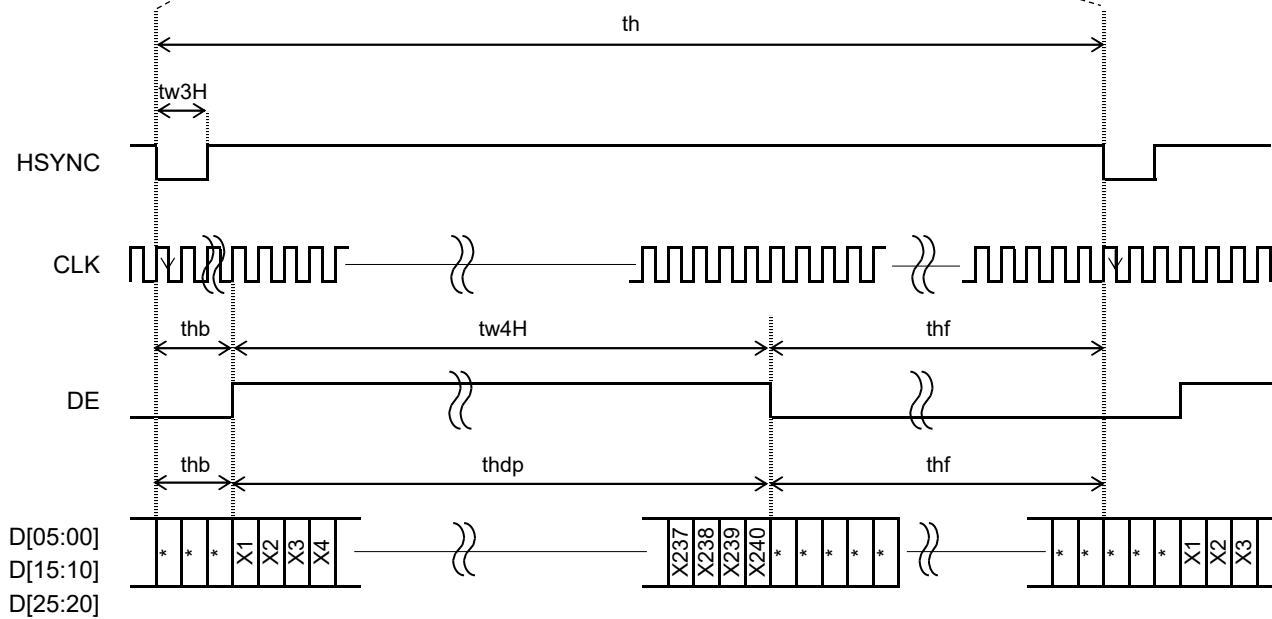 th
tw3H
HSYNC
CLK
thb tw4H thf
DE
thb thdp thf
D[05:00]
D[15:10]
D[25:20]
* * * X1 X2 X3 X4 X237 X238 X239 X240 * * * * * * * * * * X1 X2 X3